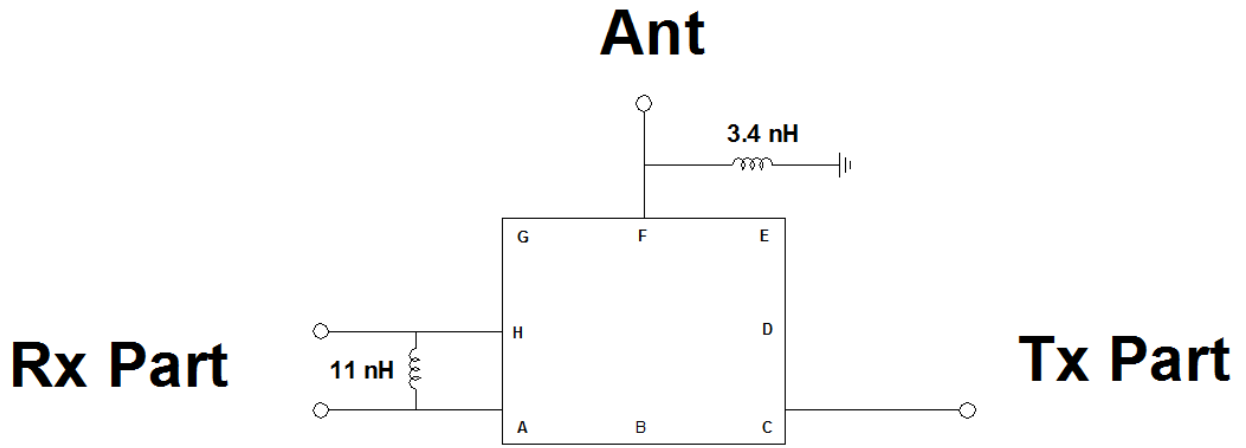 Ant
3.4 nH
G F E
H D
Rx Part Tx Part
11 nH
A B C